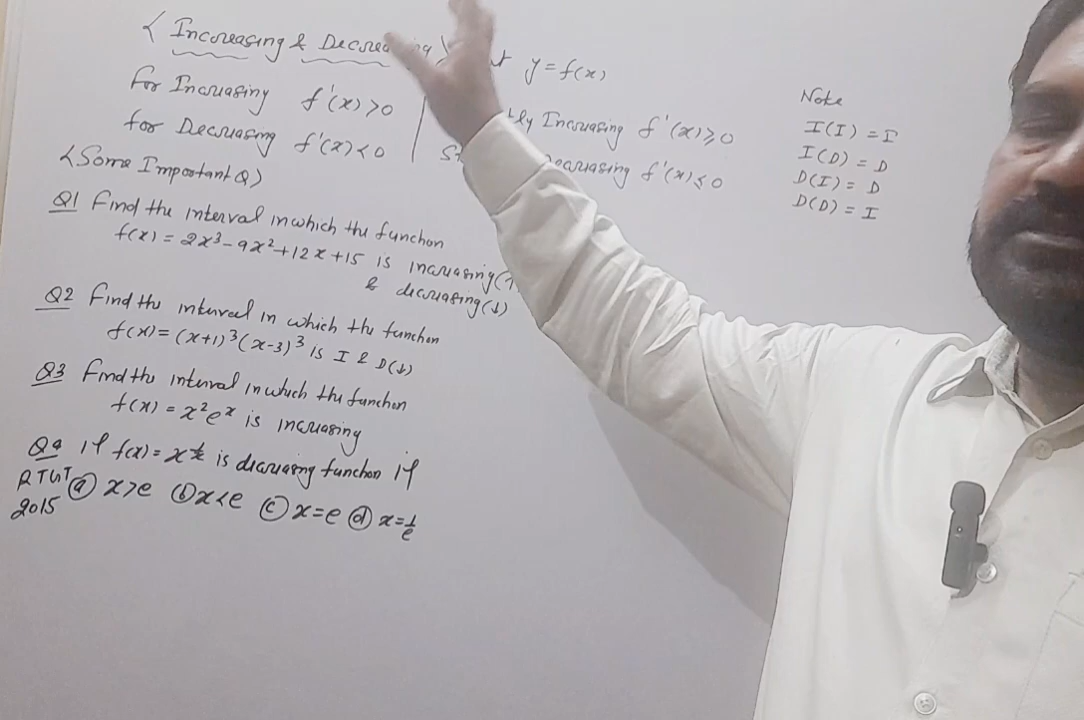 < Increasing & Decrea ng > t y = f(x)
for Increasing f'(x) > 0
for Decreasing f'(x) < 0
tly Increasing f'(x) ≥ 0
St ecreasing f'(x) ≤ 0
Note
I(I) = I
I(D) = D
D(I) = D
D(D) = I
<Some Important Q>
Q1 Find the interval in which the function
f(x) = 2x³ - 9x² + 12x + 15 is increasing(↑
& decreasing(↓)
Q2 Find the interval in which the function
f(x) = (x+1)³(x-3)³ is I & D(↓)
Q3 Find the interval in which the function
f(x) = x²eˣ is increasing
Q4 If f(x) = x^1/x is decreasing function if
RTGT 2015
(a) x>e (b) x<e (c) x=e (d) x=1/e